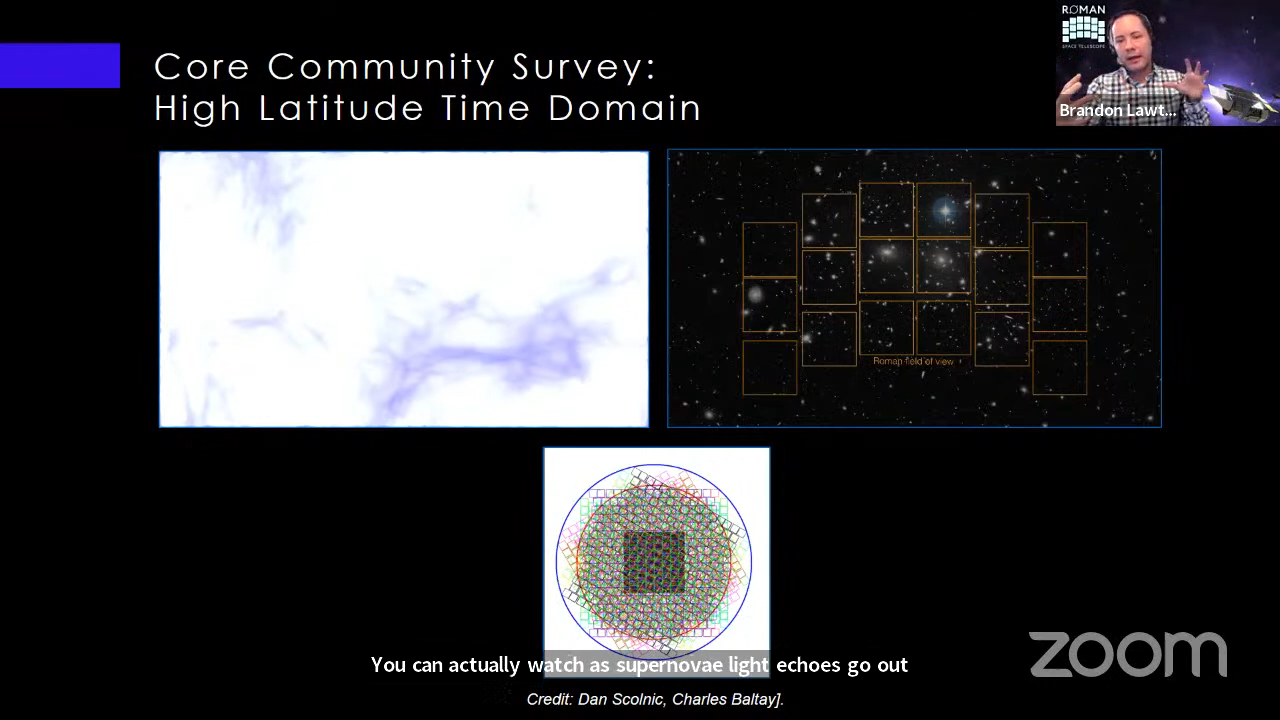 Core Community Survey:
High Latitude Time Domain
ROMAN
SPACE TELESCOPE
Brandon Lawt...
Roman field of view
You can actually watch as supernovae light echoes go out
Credit: Dan Scolnic, Charles Baltay].
zoom